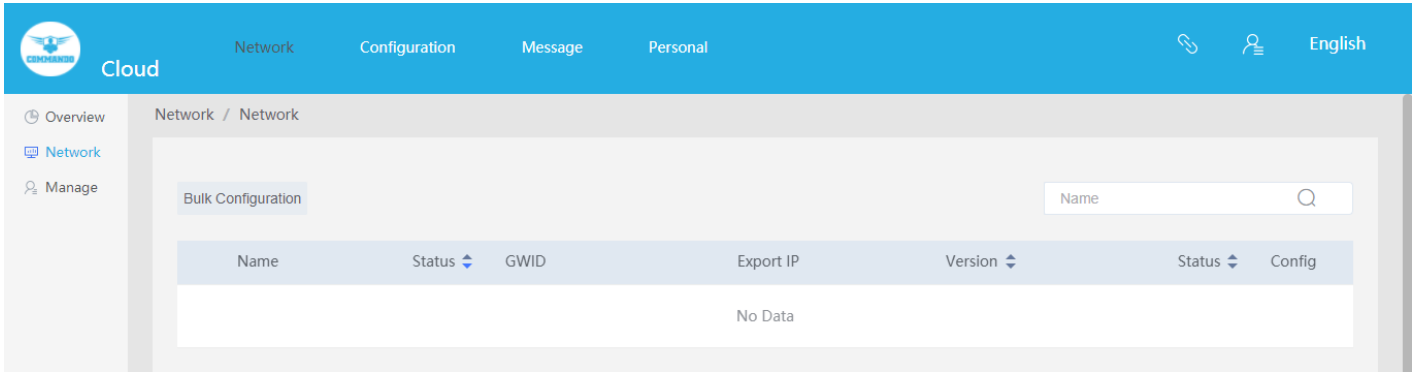 COMMANDO
Cloud
Network Configuration Message Personal English
Overview
Network
Manage
Network / Network
Bulk Configuration
Name
Name Status GWID Export IP Version Status Config
No Data